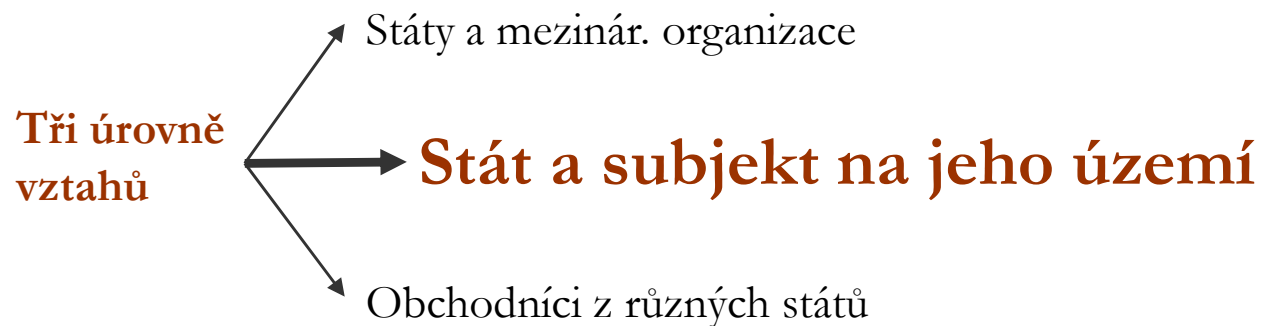 Státy a mezinár. organizace
Tři úrovně
vztahů
Stát a subjekt na jeho území
Obchodníci z různých států